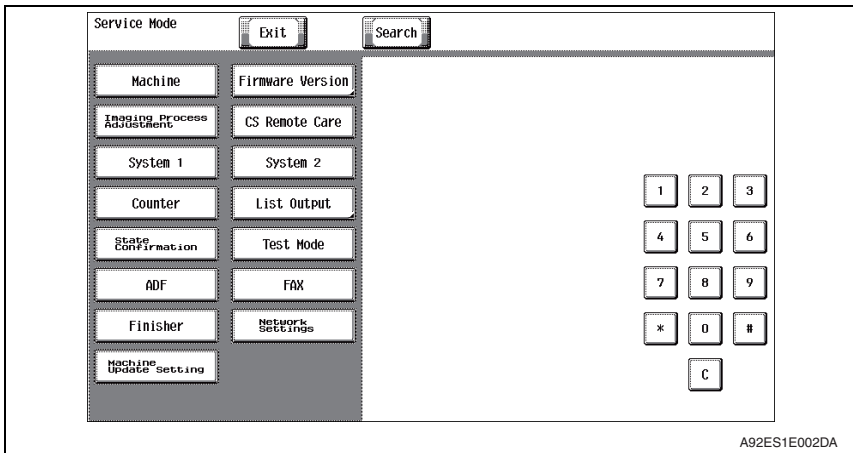 Service Mode
Exit
Search
Machine
Firmware Version
Imaging Process
Adjustment
CS Remote Care
System 1
System 2
Counter
List Output
State
Confirmation
Test Mode
ADF
FAX
Finisher
Network
Settings
Machine
Update Setting
1 2 3
4 5 6
7 8 9
* 0 #
C
A92ES1E002DA